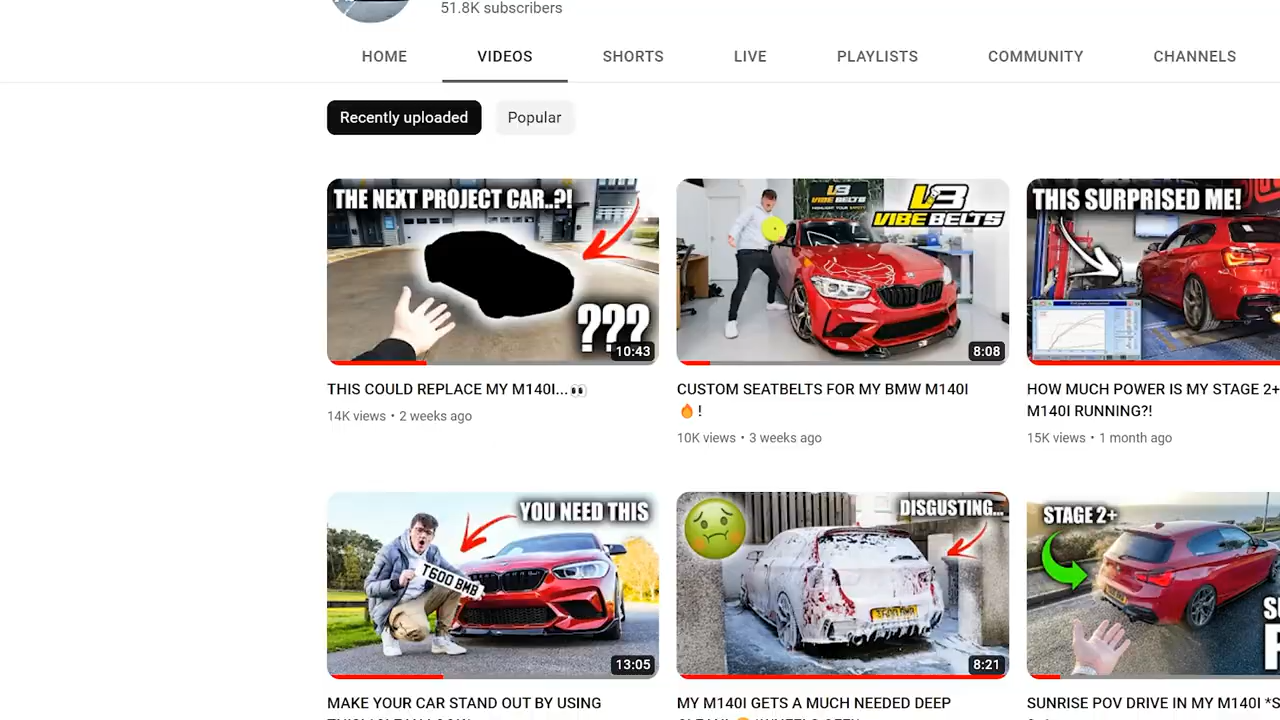 51.8K subscribers
HOME VIDEOS SHORTS LIVE PLAYLISTS COMMUNITY CHANNELS
Recently uploaded Popular
THE NEXT PROJECT CAR..?!
???
10:43
VIBE BELTS
VIBE BELTS
8:08
THIS SURPRISED ME!
THIS COULD REPLACE MY M140I...👀
14K views • 2 weeks ago
CUSTOM SEATBELTS FOR MY BMW M140I
🔥!
10K views • 3 weeks ago
HOW MUCH POWER IS MY STAGE 2+
M140I RUNNING?!
15K views • 1 month ago
YOU NEED THIS
T600 BMB
13:05
DISGUSTING...
8:21
STAGE 2+
MAKE YOUR CAR STAND OUT BY USING
MY M140I GETS A MUCH NEEDED DEEP
SUNRISE POV DRIVE IN MY M140I *S